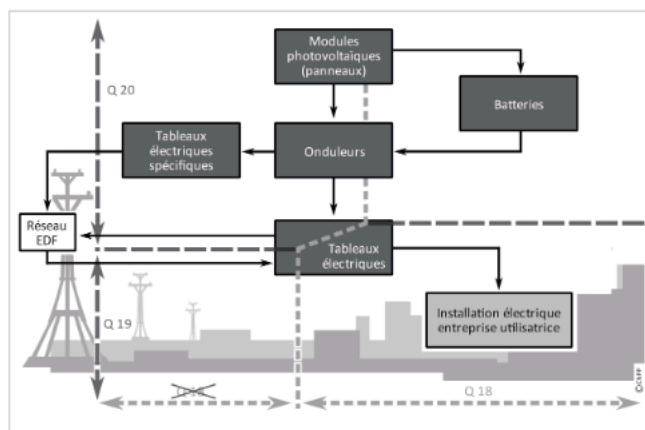 Modules
photovoltaïques
(panneaux)
Q 20
Batteries
Tableaux
électriques
spécifiques
Onduleurs
Réseau
EDF
Tableaux
électriques
Q 19
Installation électrique
entreprise utilisatrice
Q 18
Q 18